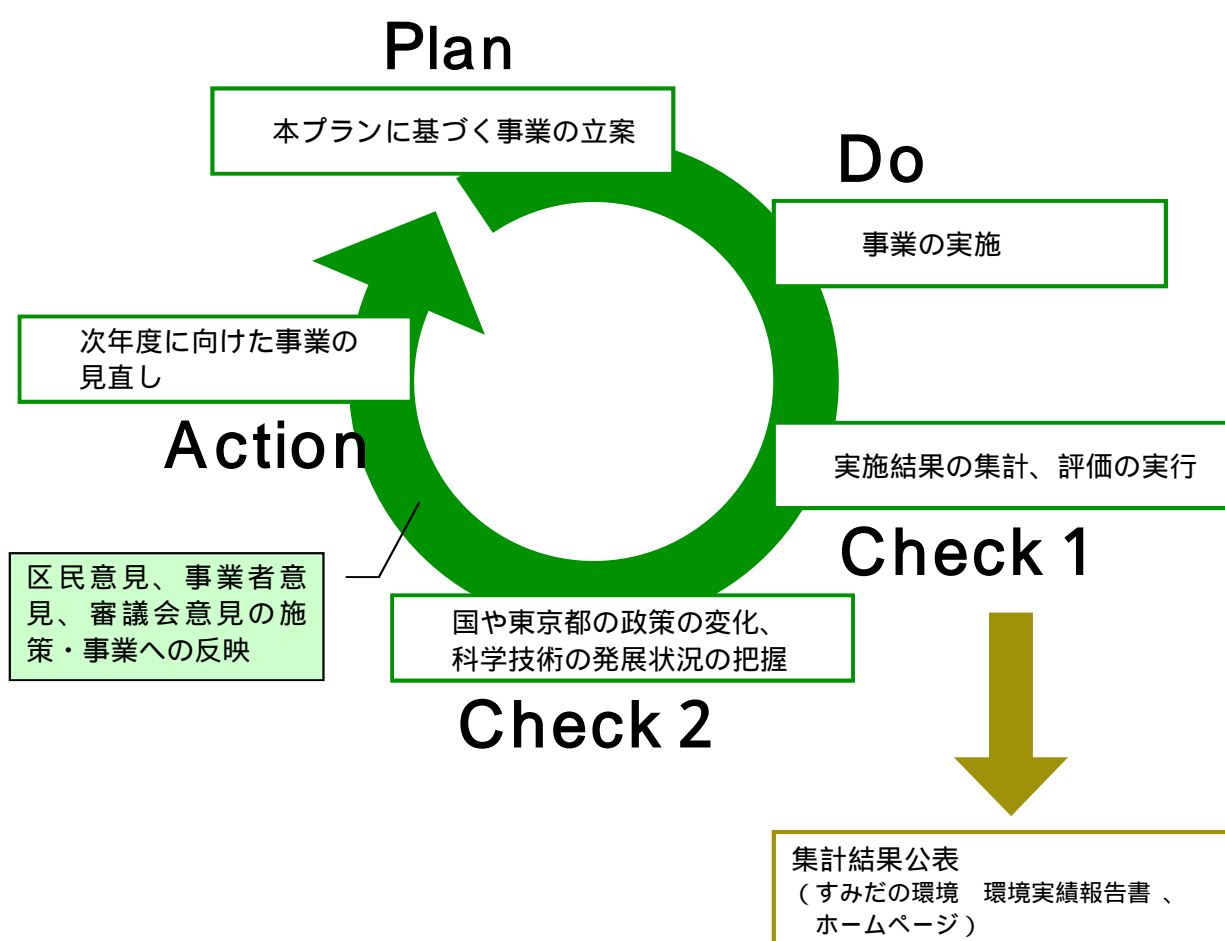 Plan
本プランに基づく事業の立案
Do
事業の実施
次年度に向けた事業の
見直し
Action
実施結果の集計、評価の実行
Check 1
区民意見、事業者意
見、審議会意見の施
策・事業への反映
国や東京都の政策の変化、
科学技術の発展状況の把握
Check 2
集計結果公表
(すみだの環境　環境実績報告書 、
ホームページ)